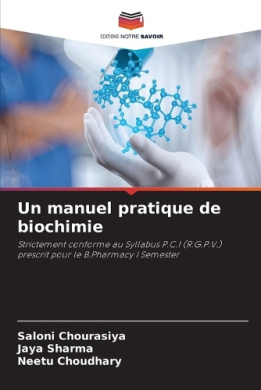 EDITIONS NOTRE SAVOIR
Un manuel pratique de
biochimie
Strictement conforme au Syllabus P.C.I (R.G.P.V.)
prescrit pour le B.Pharmacy I Semester
Saloni Chourasiya
Jaya Sharma
Neetu Choudhary